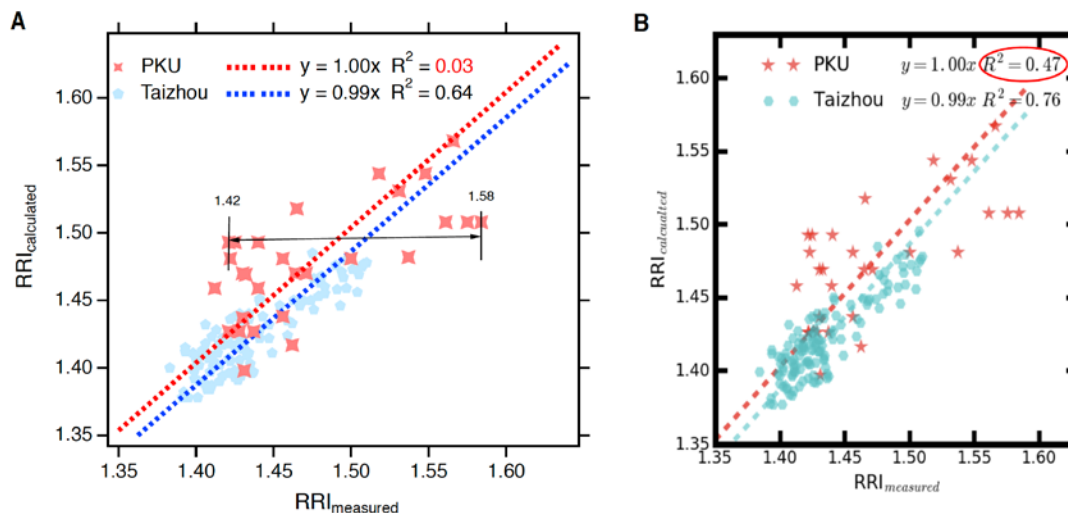 A
PKU y = 1.00x R² = 0.03
Taizhou y = 0.99x R² = 0.64
1.60
1.55
1.50
1.45
1.40
1.35
RRIcalculated
1.42
1.58
1.35 1.40 1.45 1.50 1.55 1.60
RRImeasured
B
PKU y = 1.00x R² = 0.47
Taizhou y = 0.99x R² = 0.76
1.60
1.55
1.50
1.45
1.40
1.35
RRIcalcualted
1.35 1.40 1.45 1.50 1.55 1.60
RRImeasured